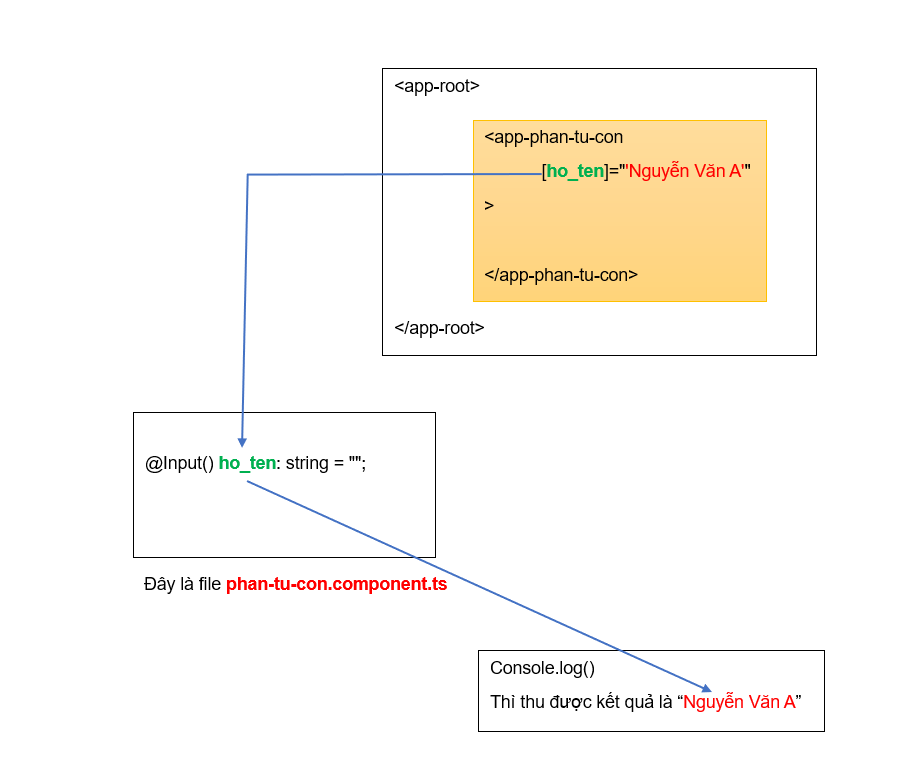 <app-root>
<app-phan-tu-con
[ho_ten]="'Nguyễn Văn A'"
>
</app-phan-tu-con>
</app-root>
@Input() ho_ten: string = "";
Đây là file phan-tu-con.component.ts
Console.log()
Thì thu được kết quả là “Nguyễn Văn A”